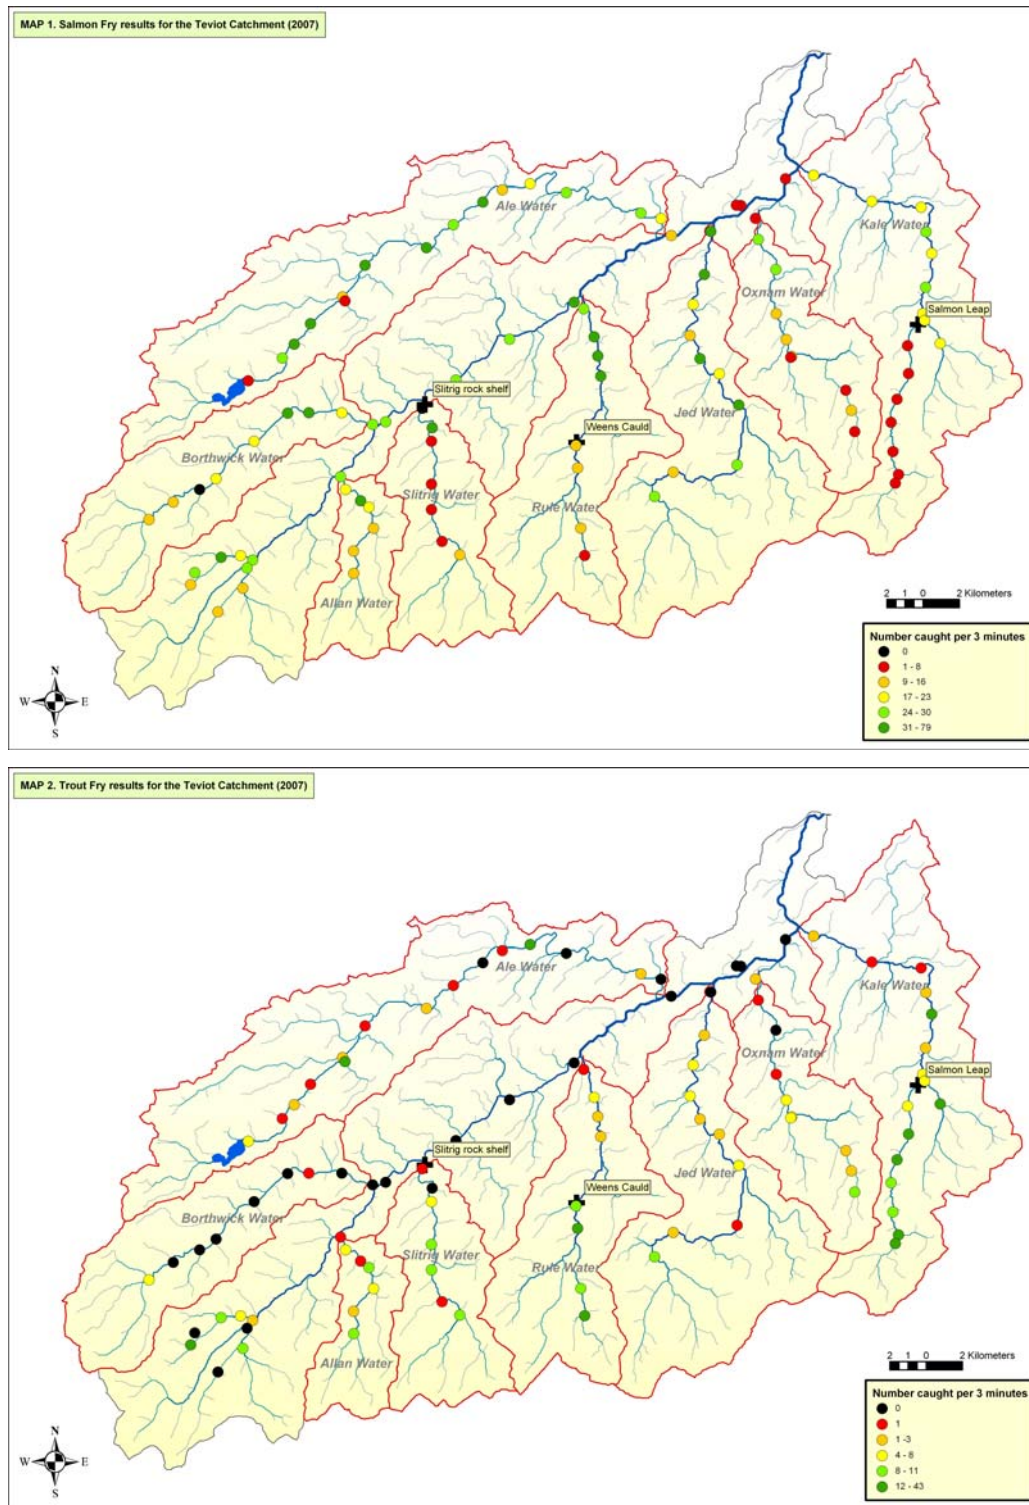 MAP 1. Salmon Fry results for the Teviot Catchment (2007)
Ale Water
Kale Water
Oxnam Water
Salmon Leap
Slitrig rock shelf
Jed Water
Weens Cauld
Borthwick Water
Slitrig Water
Rule Water
Allan Water
2 1 0 2 Kilometers
Number caught per 3 minutes
0
1 - 8
9 - 16
17 - 23
24 - 30
31 - 79
N
W E
S
MAP 2. Trout Fry results for the Teviot Catchment (2007)
Ale Water
Kale Water
Oxnam Water
Salmon Leap
Slitrig rock shelf
Jed Water
Weens Cauld
Borthwick Water
Slitrig Water
Rule Water
Allan Water
2 1 0 2 Kilometers
Number caught per 3 minutes
0
1
1 -3
4 - 8
8 - 11
12 - 43
N
W E
S